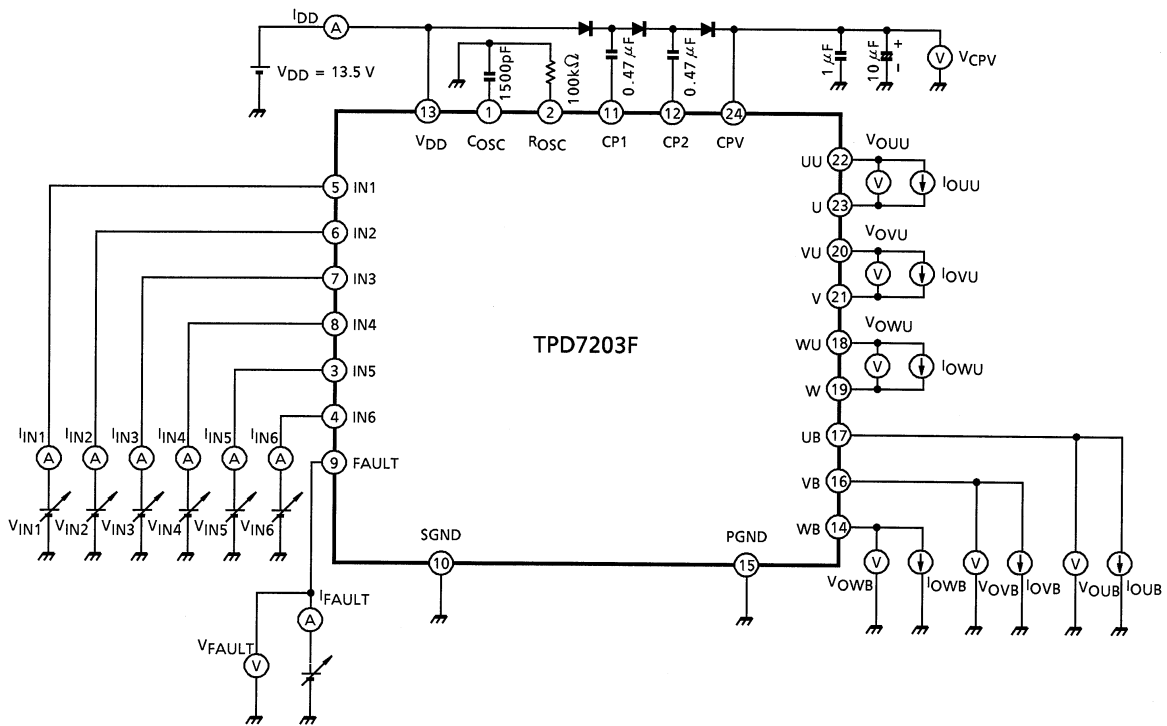 IDD
A
VDD = 13.5 V
1500pF
100kΩ
0.47 μF
0.47 μF
1 μF
10 μF
+
−
V
VCPV
13
1
2
11
12
24
VDD
COSC
ROSC
CP1
CP2
CPV
5 IN1
6 IN2
7 IN3
8 IN4
3 IN5
4 IN6
9 FAULT
TPD7203F
UU 22
U 23
VOUU
V
IOUU
VU 20
V 21
VOVU
V
IOVU
WU 18
W 19
VOWU
V
IOWU
UB 17
VB 16
WB 14
IIN1 IIN2 IIN3 IIN4 IIN5 IIN6
A A A A A A
VIN1 VIN2 VIN3 VIN4 VIN5 VIN6
SGND
10
PGND
15
V V V
VOWB IOWB VOVB IOVB VOUB IOUB
IFAULT
A
VFAULT
V